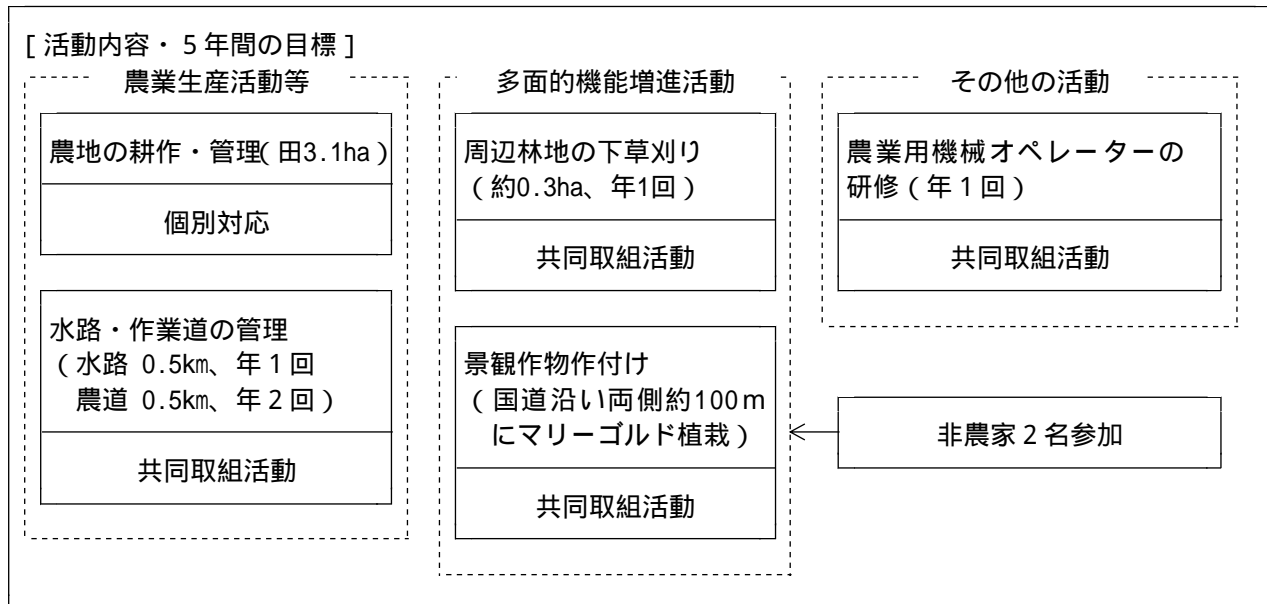 [活動内容・5年間の目標]
農業生産活動等
農地の耕作・管理(田3.1ha)
個別対応
水路・作業道の管理
(水路 0.5km、年1回
農道 0.5km、年2回)
共同取組活動
多面的機能増進活動
周辺林地の下草刈り
(約0.3ha、年1回)
共同取組活動
景観作物作付け
(国道沿い両側約100m
にマリーゴルド植栽)
共同取組活動
その他の活動
農業用機械オペレーターの
研修(年1回)
共同取組活動
非農家2名参加